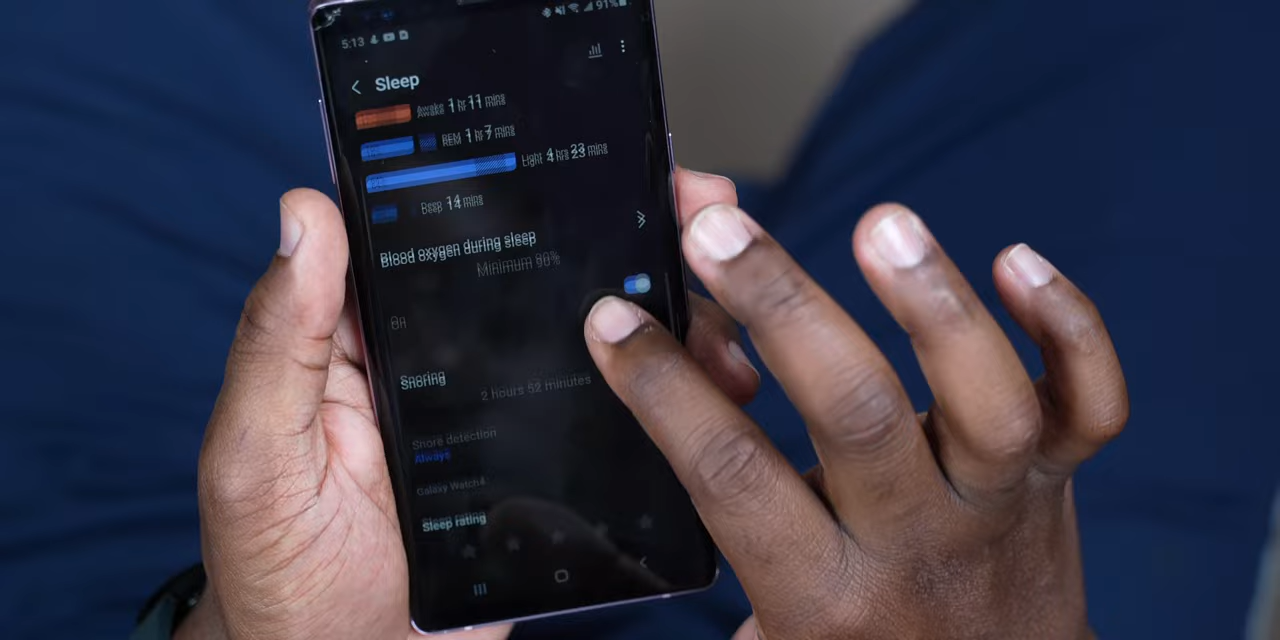 5:13
91%
Sleep
Awake 1 hr 11 mins
REM 1 hr 7 mins
Light 4 hrs 23 mins
Deep 14 mins
Blood oxygen during sleep
Minimum 90%
On
Snoring
2 hours 52 minutes
Snore detection
Always
Galaxy Watch4
Sleep rating